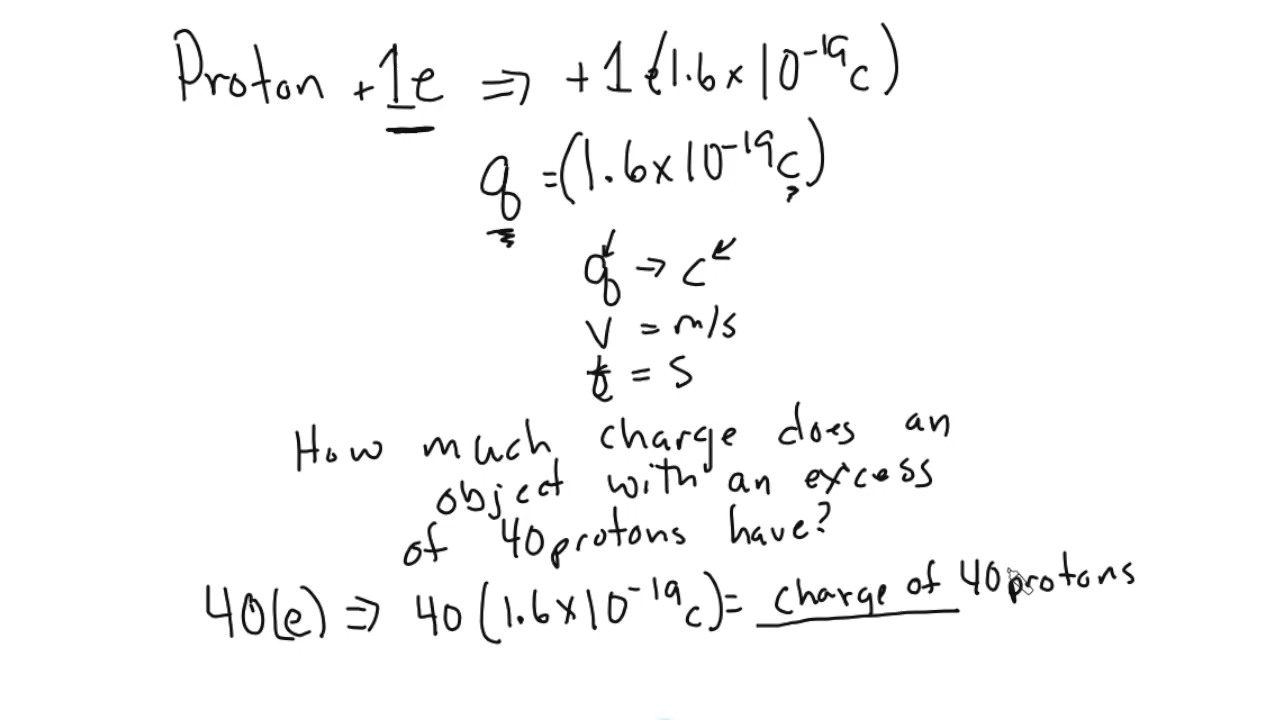 Proton +1e => +1e(1.6 x 10^-19 c)
q = (1.6 x 10^-19 c)
q → c
v = m/s
t = s
How much charge does an
object with an excess
of 40 protons have?
40(e) => 40 (1.6 x 10^-19 c) = charge of 40 protons